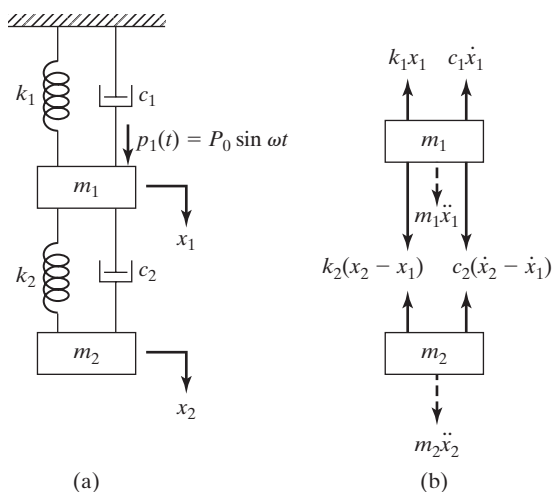 k₁
c₁
p₁(t) = P₀ sin ωt
m₁
x₁
k₂
c₂
m₂
x₂
(a)
k₁x₁
c₁ẋ₁
m₁
m₁ẍ₁
k₂(x₂ − x₁)
c₂(ẋ₂ − ẋ₁)
m₂
m₂ẍ₂
(b)